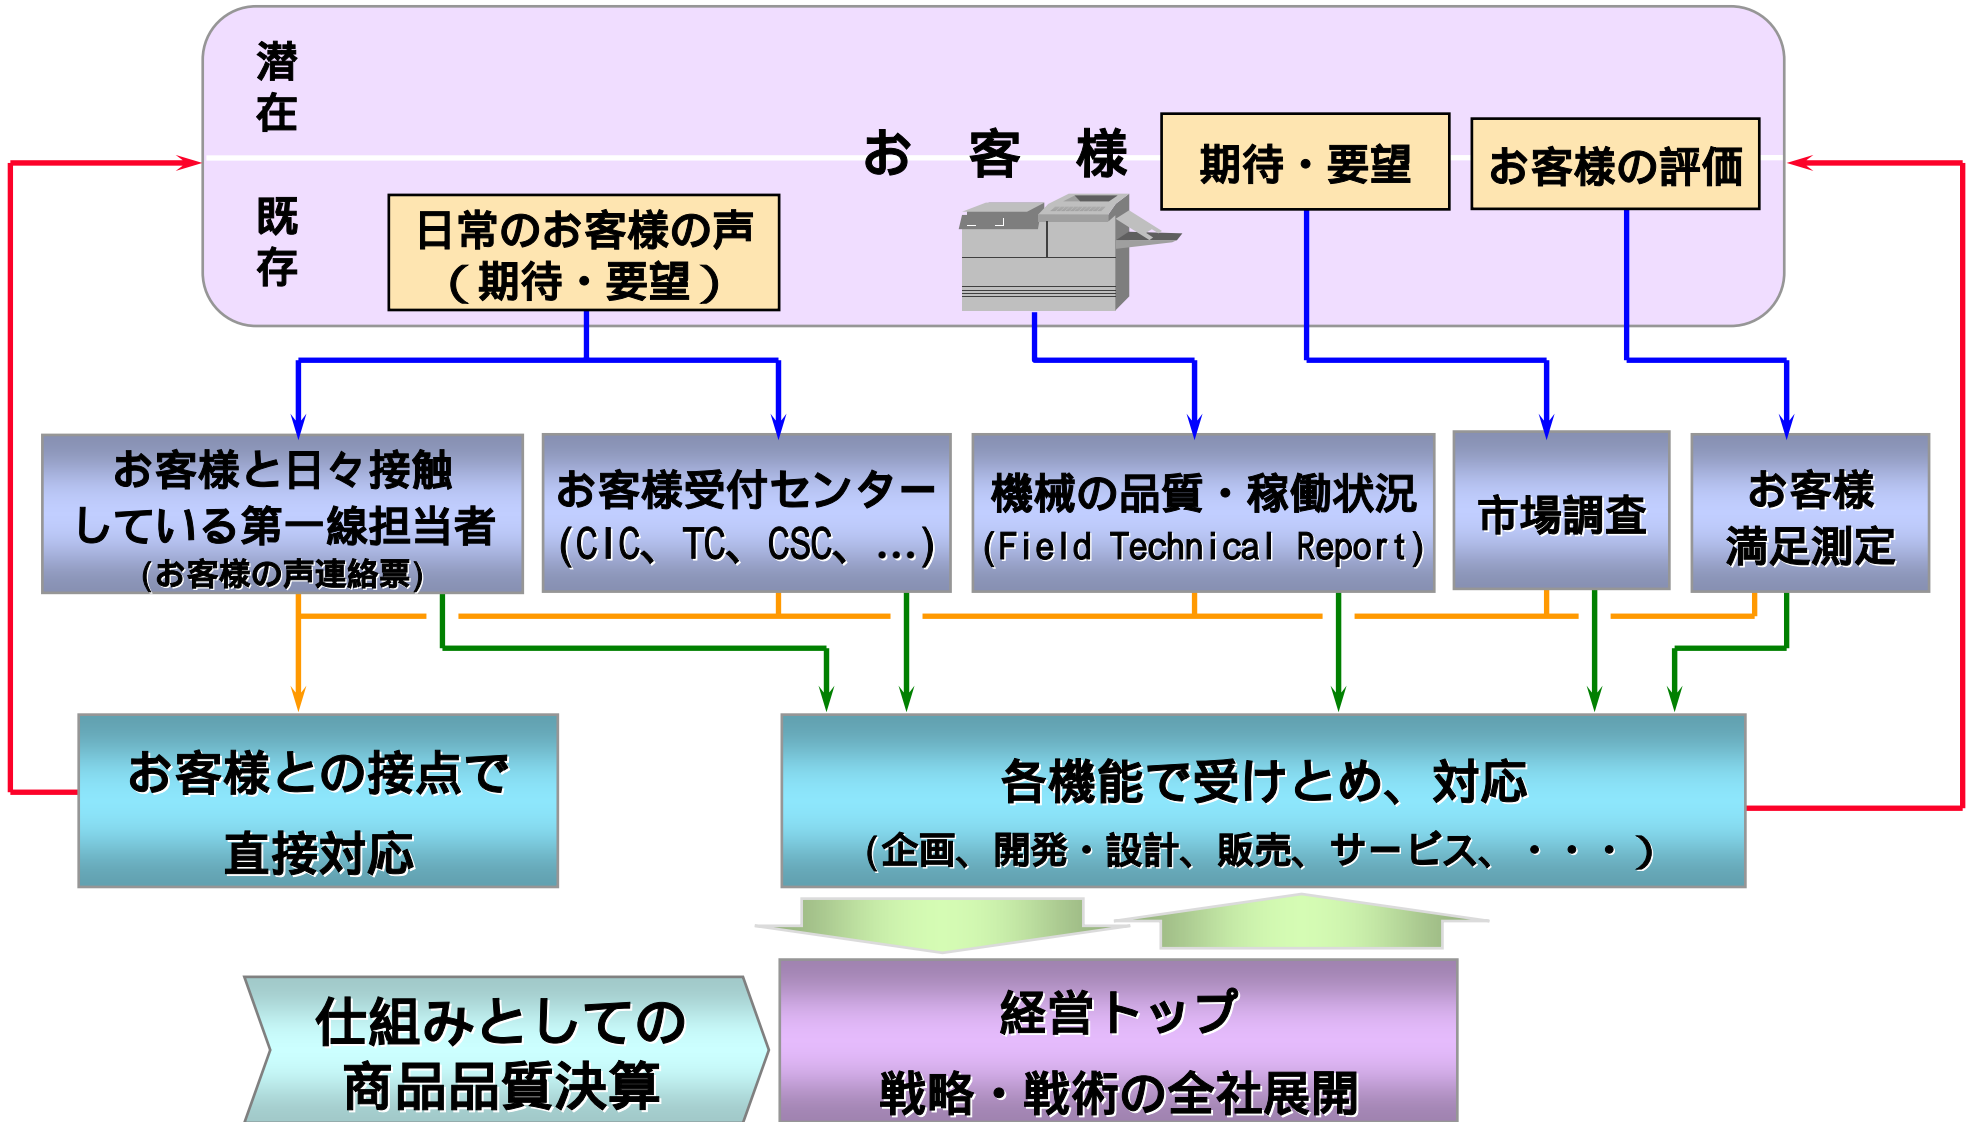 潜在
お 客 様
期待・要望
お客様の評価
既存
日常のお客様の声
（期待・要望）
お客様と日々接触
している第一線担当者
(お客様の声連絡票)
お客様受付センター
(CIC、TC、CSC、…)
機械の品質・稼働状況
(Field Technical Report)
市場調査
お客様
満足測定
お客様との接点で
直接対応
各機能で受けとめ、対応
(企画、開発・設計、販売、サービス、・・・）
仕組みとしての
商品品質決算
経営トップ
戦略・戦術の全社展開